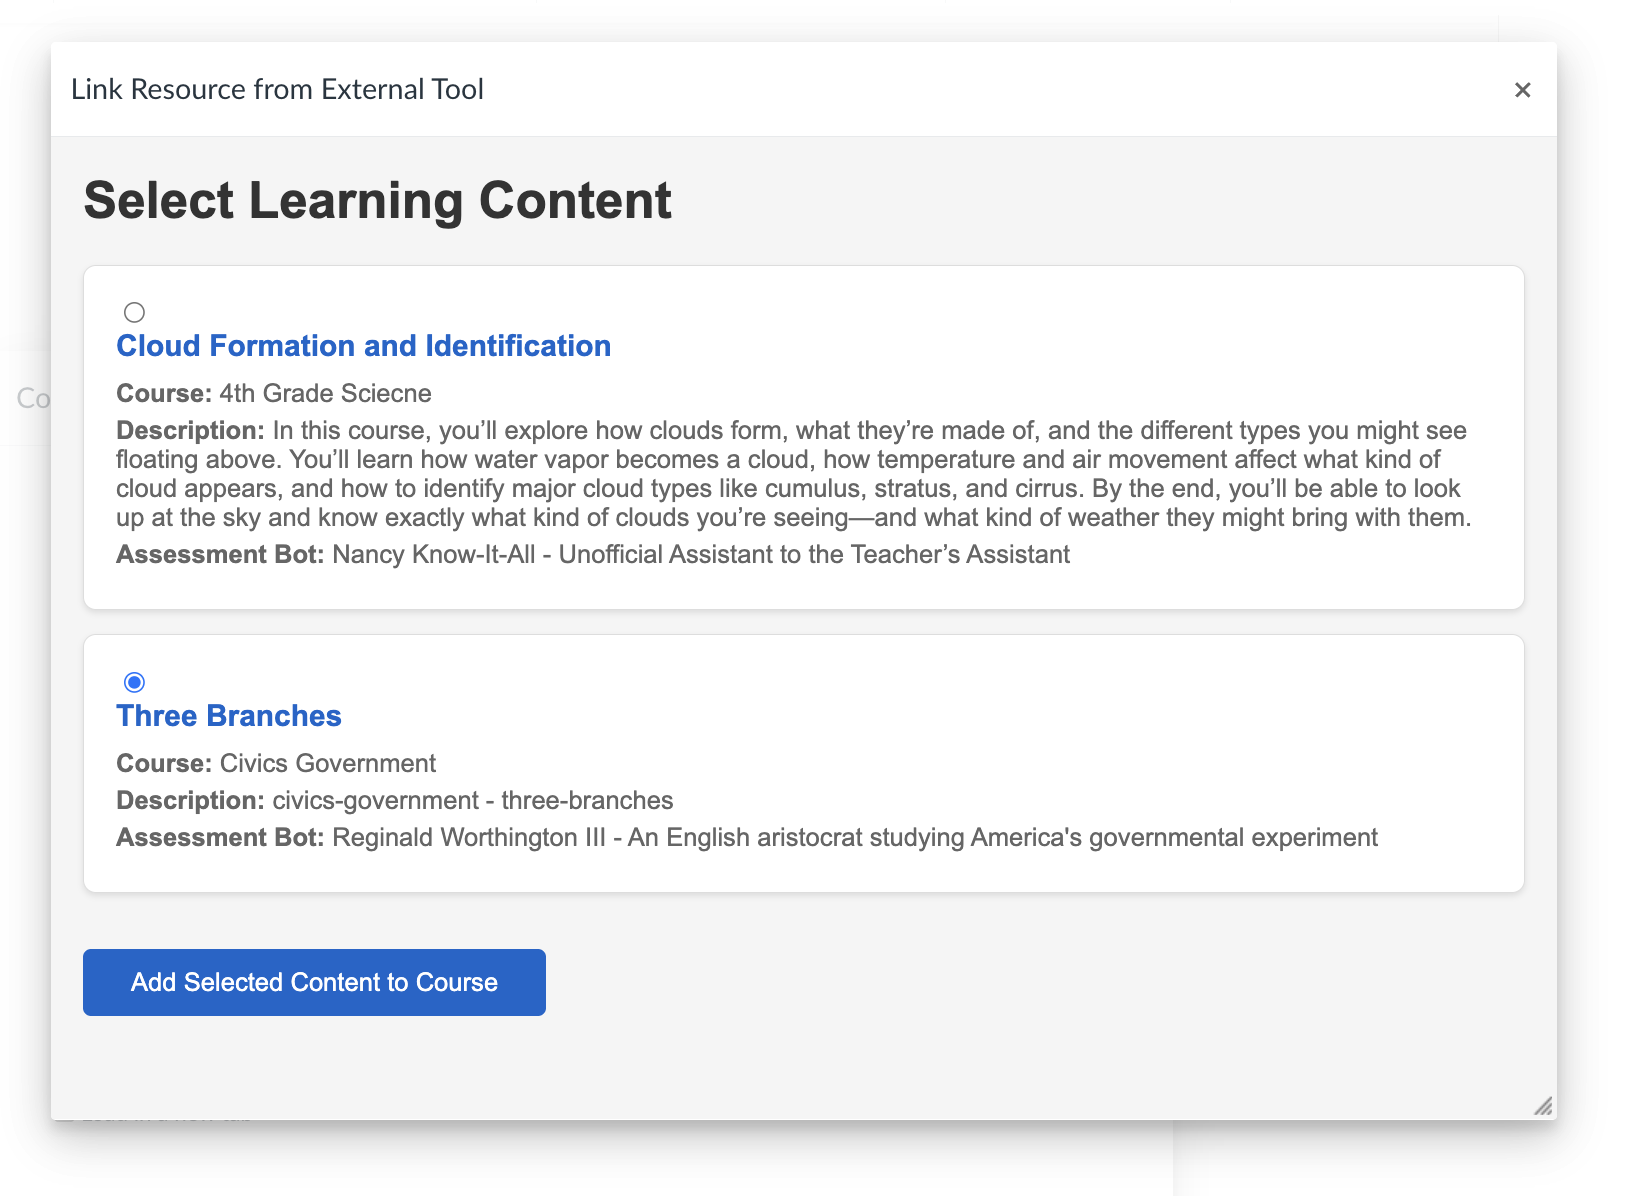 Link Resource from External Tool
×
Select Learning Content
Cloud Formation and Identification
Course: 4th Grade Sciecne
Description: In this course, you’ll explore how clouds form, what they’re made of, and the different types you might see
floating above. You’ll learn how water vapor becomes a cloud, how temperature and air movement affect what kind of
cloud appears, and how to identify major cloud types like cumulus, stratus, and cirrus. By the end, you’ll be able to look
up at the sky and know exactly what kind of clouds you’re seeing—and what kind of weather they might bring with them.
Assessment Bot: Nancy Know-It-All - Unofficial Assistant to the Teacher’s Assistant
Co
Three Branches
Course: Civics Government
Description: civics-government - three-branches
Assessment Bot: Reginald Worthington III - An English aristocrat studying America's governmental experiment
Add Selected Content to Course